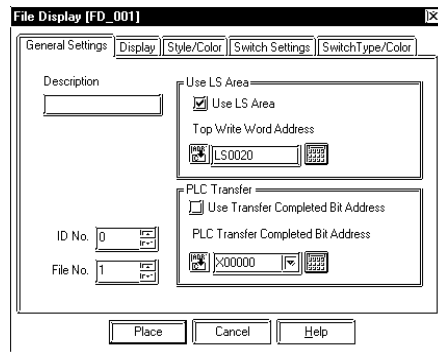 File Display [FD_001]
General Settings Display Style/Color Switch Settings SwitchType/Color
Description
Use LS Area
Use LS Area
Top Write Word Address
LS0020
PLC Transfer
Use Transfer Completed Bit Address
PLC Transfer Completed Bit Address
X00000
ID No. 0
File No. 1
Place Cancel Help